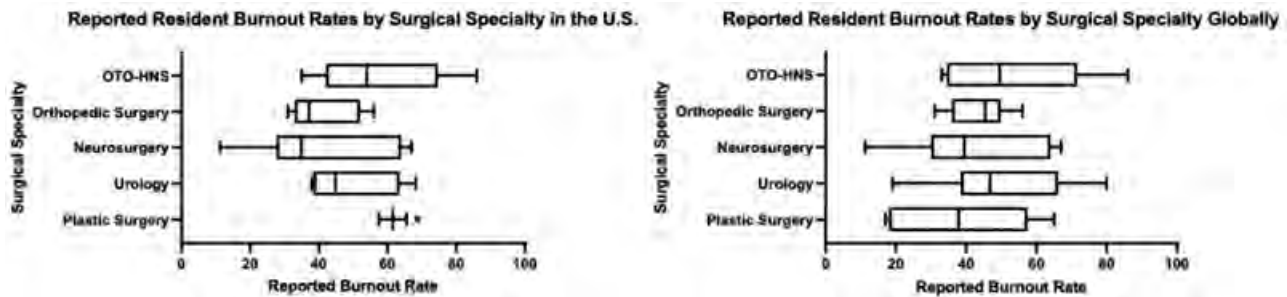 Reported Resident Burnout Rates by Surgical Specialty in the U.S.
Surgical Specialty
OTO-HNS
Orthopedic Surgery
Neurosurgery
Urology
Plastic Surgery
*
0 20 40 60 80 100
Reported Burnout Rate
Reported Resident Burnout Rates by Surgical Specialty Globally
Surgical Specialty
OTO-HNS
Orthopedic Surgery
Neurosurgery
Urology
Plastic Surgery
0 20 40 60 80 100
Reported Burnout Rate